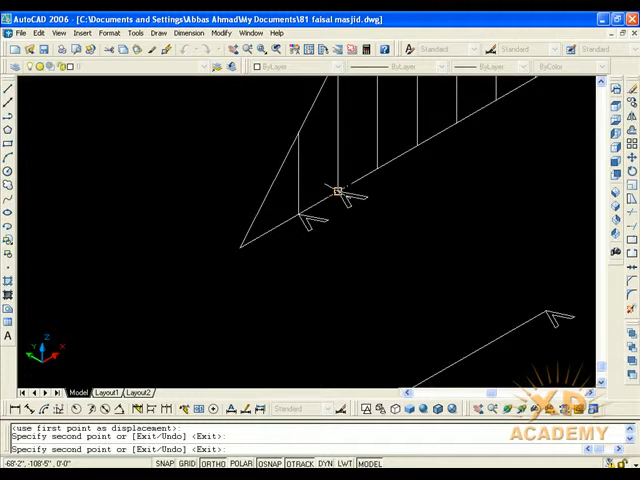 AutoCAD 2006 - [C:\Documents and Settings\Abbas Ahmad\My Documents\81 faisal masjid.dwg]
File Edit View Insert Format Tools Draw Dimension Modify Window Help
Standard Standard
0 ByLayer ByLayer ByLayer ByColor
Z
Y X
Model Layout1 Layout2
Standard
XD
ACADEMY
(use first point as displacement):
Specify second point or [Exit/Undo] <Exit>:
Specify second point or [Exit/Undo] <Exit>:
-68'-2", -108'-5", 0'-0" SNAP GRID ORTHO POLAR OSNAP OTRACK DYN LWT MODEL